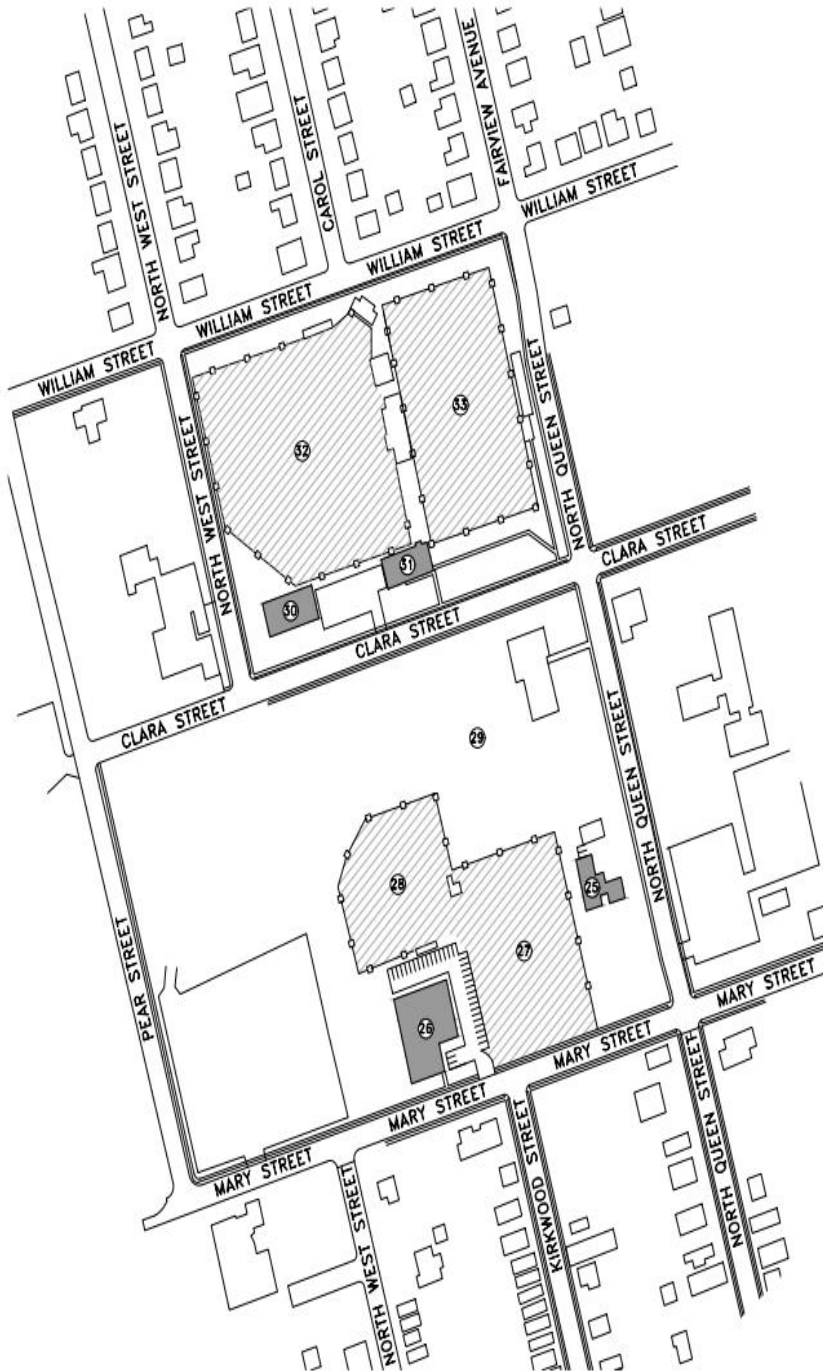 FAIRVIEW AVENUE
CAROL STREET
NORTH WEST STREET
WILLIAM STREET
WILLIAM STREET
WILLIAM STREET
WILLIAM STREET
33
32
NORTH QUEEN STREET
NORTH WEST STREET
CLARA STREET
31
30
CLARA STREET
CLARA STREET
29
NORTH QUEEN STREET
28
25
27
PEAR STREET
26
MARY STREET
MARY STREET
MARY STREET
MARY STREET
NORTH WEST STREET
KIRKWOOD STREET
NORTH QUEEN STREET